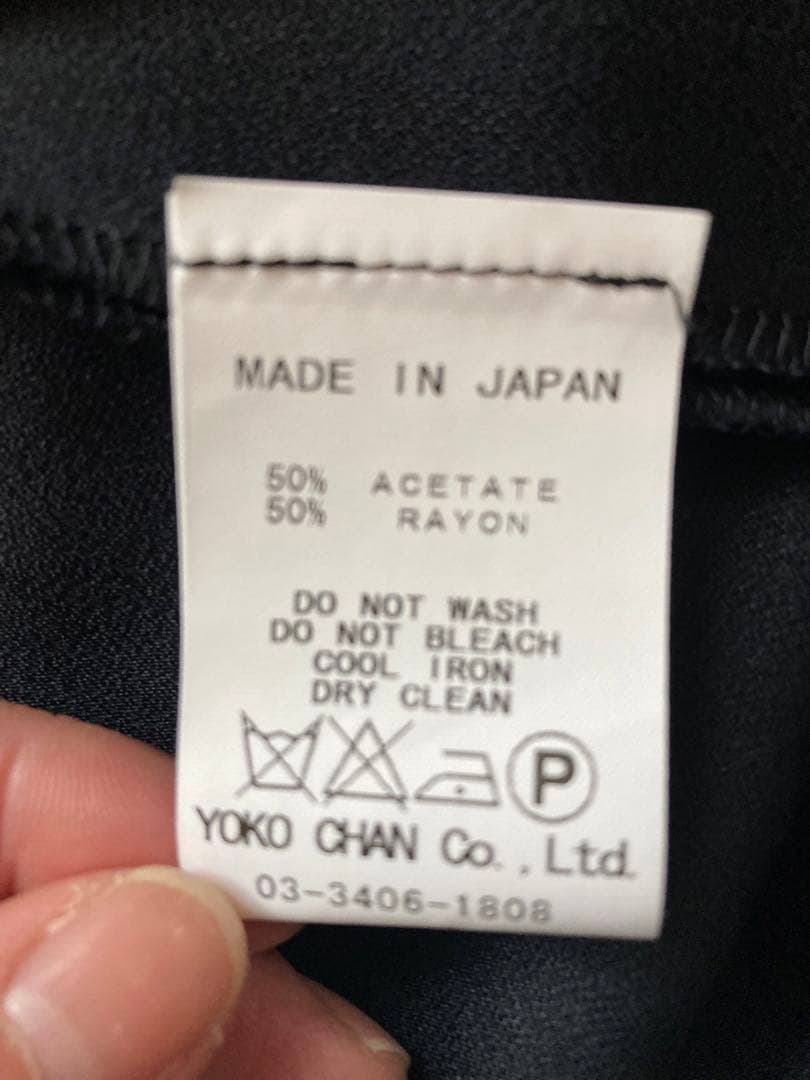 MADE IN JAPAN
50% ACETATE
50% RAYON
DO NOT WASH
DO NOT BLEACH
COOL IRON
DRY CLEAN
P
YOKO CHAN Co., Ltd.
03-3406-1808